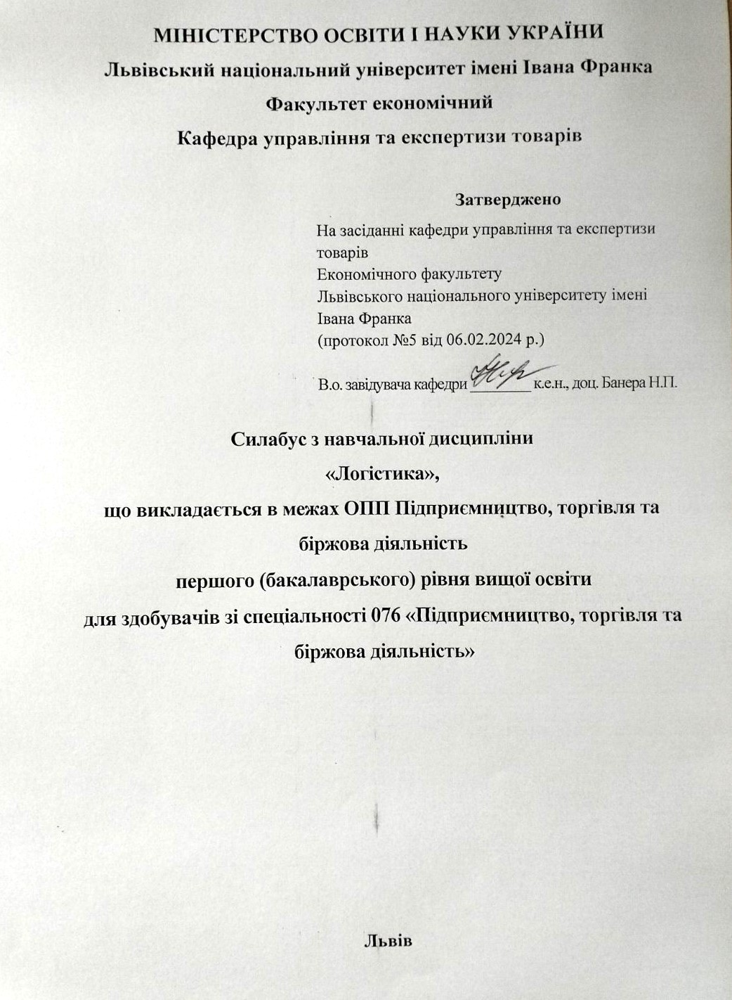 МІНІСТЕРСТВО ОСВІТИ І НАУКИ УКРАЇНИ
Львівський національний університет імені Івана Франка
Факультет економічний
Кафедра управління та експертизи товарів
Затверджено
На засіданні кафедри управління та експертизи
товарів
Економічного факультету
Львівського національного університету імені
Івана Франка
(протокол №5 від 06.02.2024 р.)
В.о. завідувача кафедри к.е.н., доц. Банера Н.П.
Силабус з навчальної дисципліни
«Логістика»,
що викладається в межах ОПП Підприємництво, торгівля та
біржова діяльність
першого (бакалаврського) рівня вищої освіти
для здобувачів зі спеціальності 076 «Підприємництво, торгівля та
біржова діяльність»
Львів